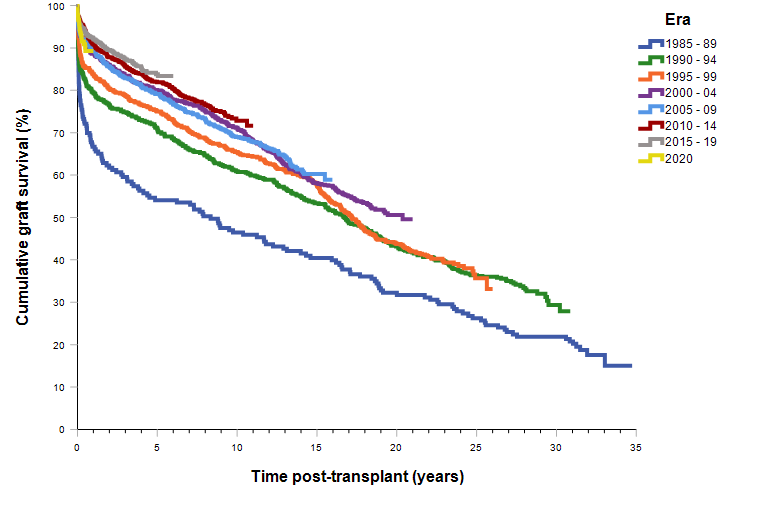 100
90
80
70
60
50
40
30
20
10
0
Cumulative graft survival (%)
0 5 10 15 20 25 30 35
Time post-transplant (years)
Era
1985 - 89
1990 - 94
1995 - 99
2000 - 04
2005 - 09
2010 - 14
2015 - 19
2020